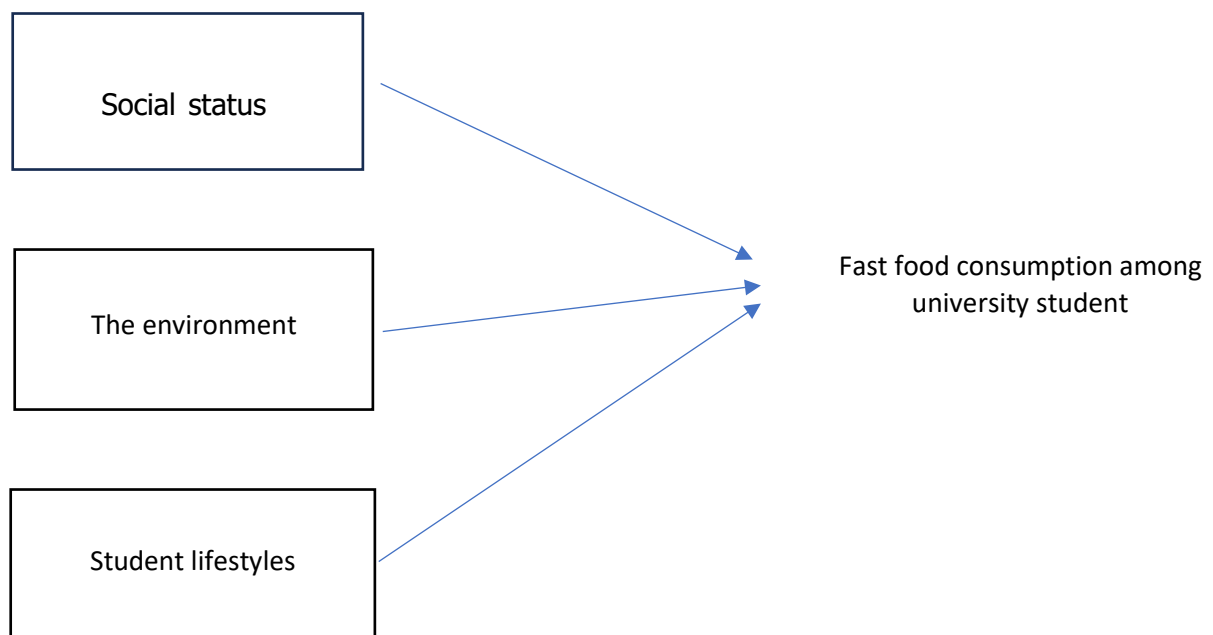 Social status
Fast food consumption among
university student
The environment
Student lifestyles